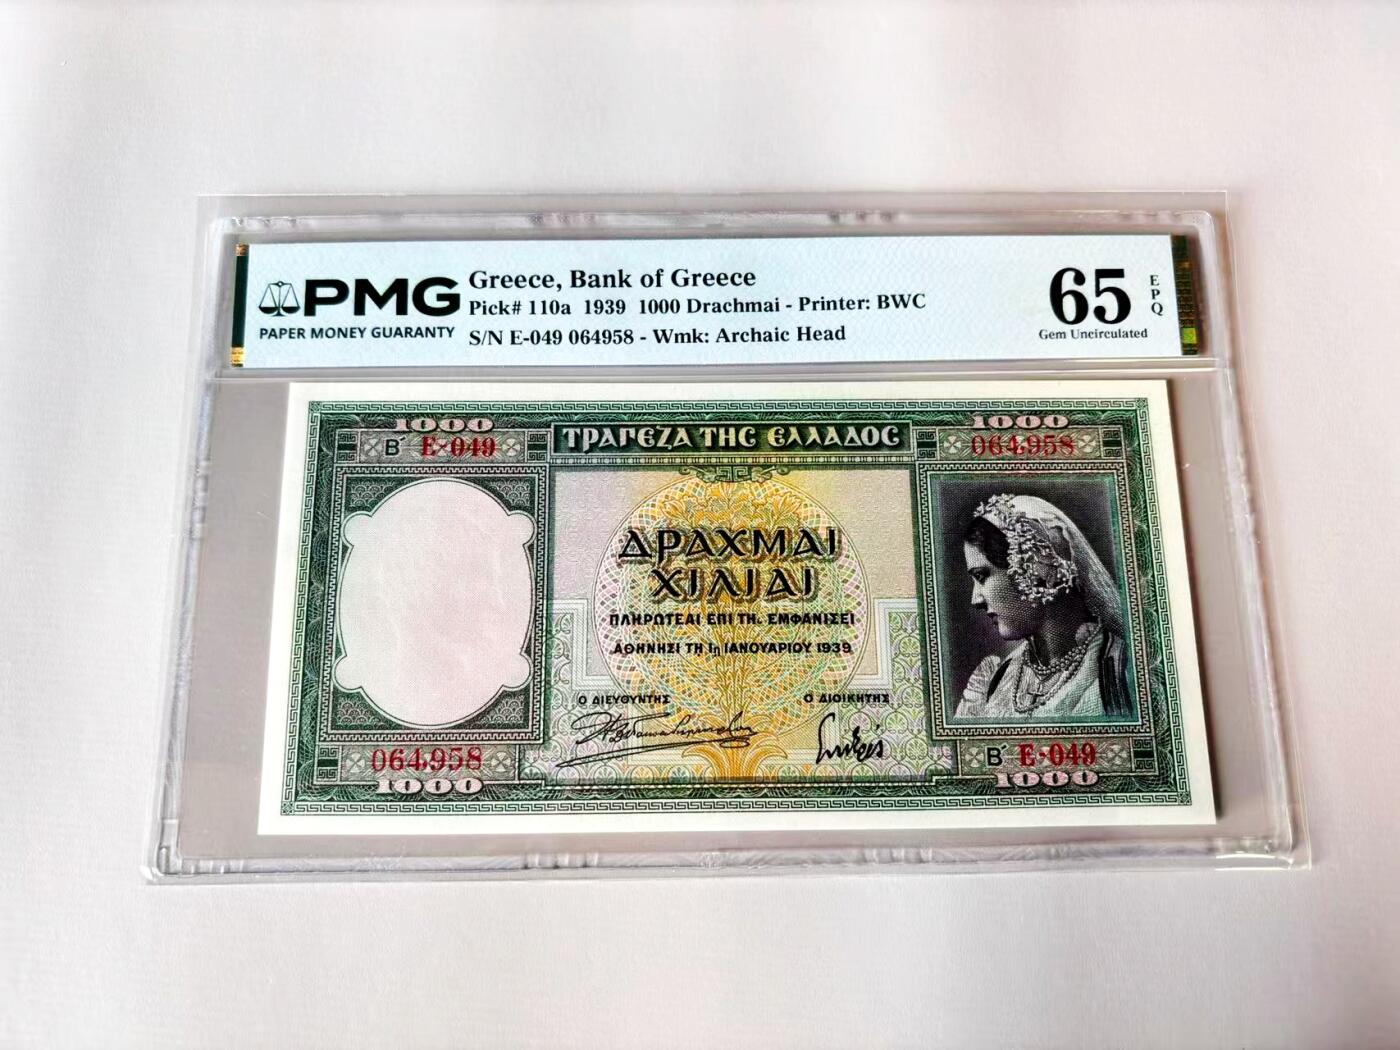 PMG
PAPER MONEY GUARANTY
Greece, Bank of Greece
Pick# 110a 1939 1000 Drachmai - Printer: BWC
S/N E-049 064958 - Wmk: Archaic Head
65
EPQ
Gem Uncirculated
1000
1000
Β΄ E-049
ΤΡΑΠΕΖΑ ΤΗC ΕΛΛΑΔΟC
064958
ΔΡΑΧΜΑΙ
ΧΙΛΙΑΙ
ΠΛΗΡΩΤΕΑΙ ΕΠΙ ΤΗ, ΕΜΦΑΝΙΣΕΙ
ΑΘΗΝΗΣΙ ΤΗ 1η ΙΑΝΟΥΑΡΙΟΥ 1939
Ο ΔΙΕΥΘΥΝΤΗΣ
Ο ΔΙΟΙΚΗΤΗΣ
064958
Β΄ E-049
1000
1000